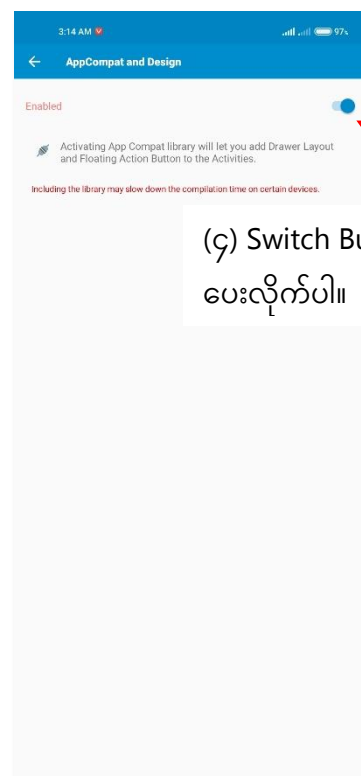 3:14 AM
97%
AppCompat and Design
Enabled
Activating App Compat library will let you add Drawer Layout
and Floating Action Button to the Activities.
Including the library may slow down the compilation time on certain devices.
(၄) Switch Bu
ပေးလိုက်ပါ။